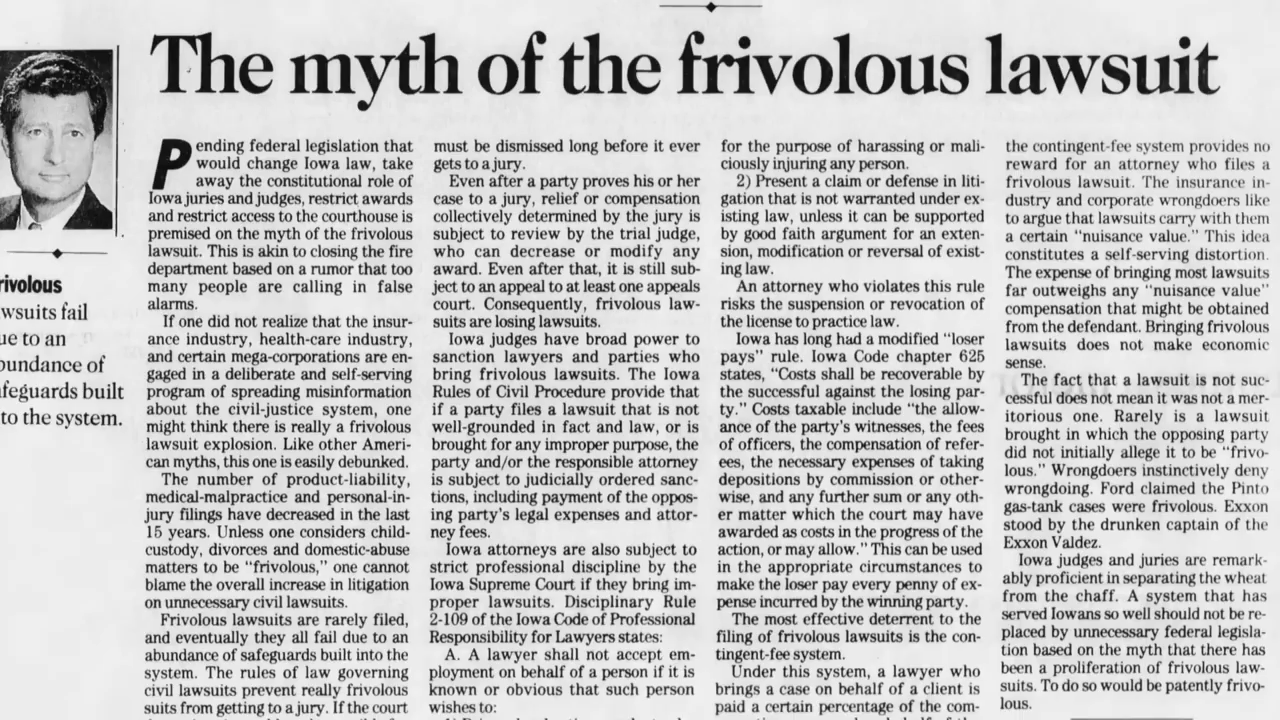 The myth of the frivolous lawsuit
rivolous
wsuits fail
ue to an
bundance of
feguards built
to the system.
Pending federal legislation that
would change Iowa law, take
away the constitutional role of
Iowa juries and judges, restrict awards
and restrict access to the courthouse is
premised on the myth of the frivolous
lawsuit. This is akin to closing the fire
department based on a rumor that too
many people are calling in false
alarms.
If one did not realize that the insur-
ance industry, health-care industry,
and certain mega-corporations are en-
gaged in a deliberate and self-serving
program of spreading misinformation
about the civil-justice system, one
might think there is really a frivolous
lawsuit explosion. Like other Ameri-
can myths, this one is easily debunked.
The number of product-liability,
medical-malpractice and personal-in-
jury filings have decreased in the last
15 years. Unless one considers child-
custody, divorces and domestic-abuse
matters to be "frivolous," one cannot
blame the overall increase in litigation
on unnecessary civil lawsuits.
Frivolous lawsuits are rarely filed,
and eventually they all fail due to an
abundance of safeguards built into the
system. The rules of law governing
civil lawsuits prevent really frivolous
suits from getting to a jury. If the court
must be dismissed long before it ever
gets to a jury.
Even after a party proves his or her
case to a jury, relief or compensation
collectively determined by the jury is
subject to review by the trial judge,
who can decrease or modify any
award. Even after that, it is still sub-
ject to an appeal to at least one appeals
court. Consequently, frivolous law-
suits are losing lawsuits.
Iowa judges have broad power to
sanction lawyers and parties who
bring frivolous lawsuits. The Iowa
Rules of Civil Procedure provide that
if a party files a lawsuit that is not
well-grounded in fact and law, or is
brought for any improper purpose, the
party and/or the responsible attorney
is subject to judicially ordered sanc-
tions, including payment of the oppos-
ing party's legal expenses and attor-
ney fees.
Iowa attorneys are also subject to
strict professional discipline by the
Iowa Supreme Court if they bring im-
proper lawsuits. Disciplinary Rule
2-109 of the Iowa Code of Professional
Responsibility for Lawyers states:
A. A lawyer shall not accept em-
ployment on behalf of a person if it is
known or obvious that such person
wishes to:
for the purpose of harassing or mali-
ciously injuring any person.
2) Present a claim or defense in liti-
gation that is not warranted under ex-
isting law, unless it can be supported
by good faith argument for an exten-
sion, modification or reversal of exist-
ing law.
An attorney who violates this rule
risks the suspension or revocation of
the license to practice law.
Iowa has long had a modified "loser
pays" rule. Iowa Code chapter 625
states, "Costs shall be recoverable by
the successful against the losing par-
ty." Costs taxable include "the allow-
ance of the party's witnesses, the fees
of officers, the compensation of refer-
ees, the necessary expenses of taking
depositions by commission or other-
wise, and any further sum or any oth-
er matter which the court may have
awarded as costs in the progress of the
action, or may allow." This can be used
in the appropriate circumstances to
make the loser pay every penny of ex-
pense incurred by the winning party.
The most effective deterrent to the
filing of frivolous lawsuits is the con-
tingent-fee system.
Under this system, a lawyer who
brings a case on behalf of a client is
paid a certain percentage of the com-
the contingent-fee system provides no
reward for an attorney who files a
frivolous lawsuit. The insurance in-
dustry and corporate wrongdoers like
to argue that lawsuits carry with them
a certain "nuisance value." This idea
constitutes a self-serving distortion.
The expense of bringing most lawsuits
far outweighs any "nuisance value"
compensation that might be obtained
from the defendant. Bringing frivolous
lawsuits does not make economic
sense.
The fact that a lawsuit is not suc-
cessful does not mean it was not a mer-
itorious one. Rarely is a lawsuit
brought in which the opposing party
did not initially allege it to be "frivo-
lous." Wrongdoers instinctively deny
wrongdoing. Ford claimed the Pinto
gas-tank cases were frivolous. Exxon
stood by the drunken captain of the
Exxon Valdez.
Iowa judges and juries are remark-
ably proficient in separating the wheat
from the chaff. A system that has
served Iowans so well should not be re-
placed by unnecessary federal legisla-
tion based on the myth that there has
been a proliferation of frivolous law-
suits. To do so would be patently frivo-
lous.